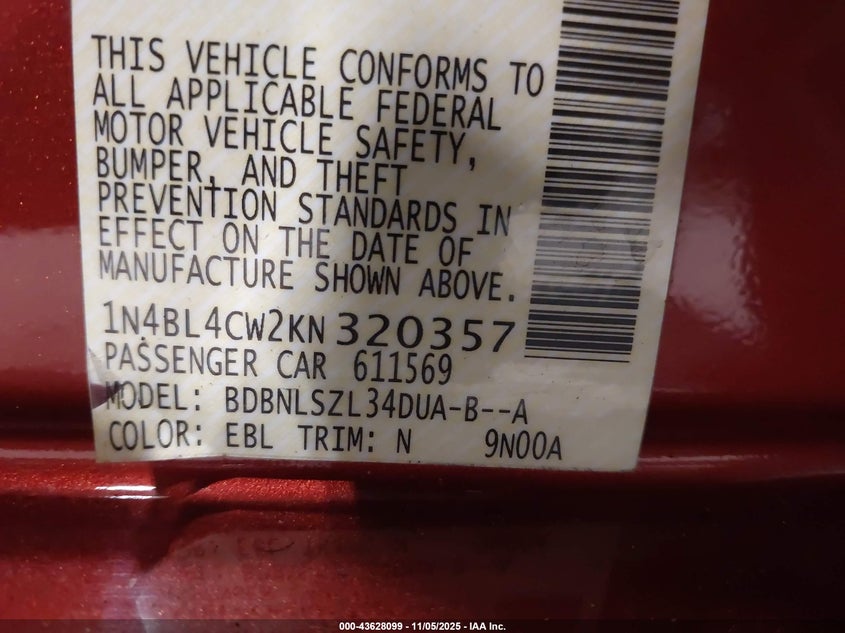 THIS VEHICLE CONFORMS TO
ALL APPLICABLE FEDERAL
MOTOR VEHICLE SAFETY,
BUMPER, AND THEFT
PREVENTION STANDARDS IN
EFFECT ON THE DATE OF
MANUFACTURE SHOWN ABOVE.
1N4BL4CW2KN320357
PASSENGER CAR 611569
MODEL: BDBNLSZL34DUA-B--A
COLOR: EBL TRIM: N 9N00A
000-43628099 - 11/05/2025 - IAA Inc.